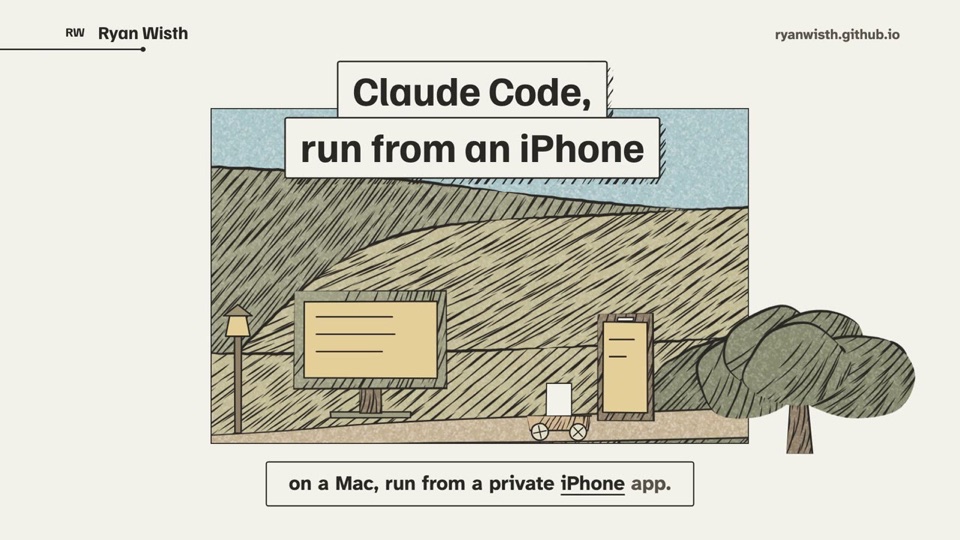 RW Ryan Wisth
ryanwisth.github.io
Claude Code,
run from an iPhone
on a Mac, run from a private iPhone app.